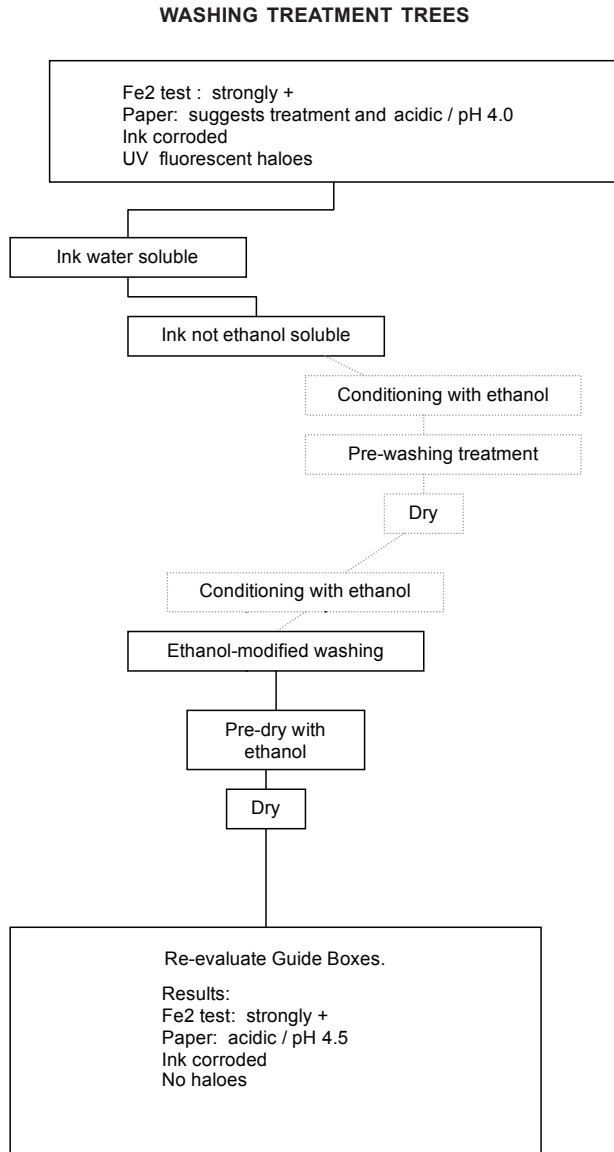 WASHING TREATMENT TREES
Fe2 test : strongly +
Paper: suggests treatment and acidic / pH 4.0
Ink corroded
UV fluorescent haloes
Ink water soluble
Ink not ethanol soluble
Conditioning with ethanol
Pre-washing treatment
Dry
Conditioning with ethanol
Ethanol-modified washing
Pre-dry with
ethanol
Dry
Re-evaluate Guide Boxes.
Results:
Fe2 test: strongly +
Paper: acidic / pH 4.5
Ink corroded
No haloes